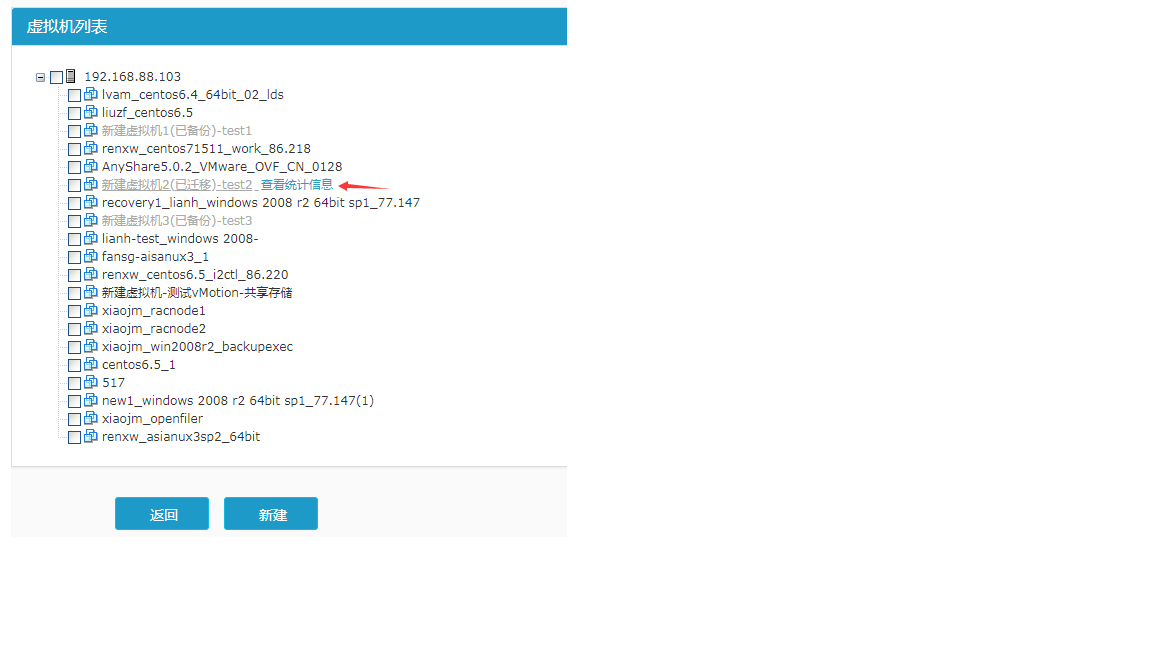 虚拟机列表
192.168.88.103
lvam_centos6.4_64bit_02_lds
liuzf_centos6.5
新建虚拟机1(已备份)-test1
renxw_centos71511_work_86.218
AnyShare5.0.2_VMware_OVF_CN_0128
新建虚拟机2(已迁移)-test2 查看统计信息
recovery1_lianh_windows 2008 r2 64bit sp1_77.147
新建虚拟机3(已备份)-test3
lianh-test_windows 2008-
fansg-aisanux3_1
renxw_centos6.5_i2ctl_86.220
新建虚拟机-测试vMotion-共享存储
xiaojm_racnode1
xiaojm_racnode2
xiaojm_win2008r2_backupexec
centos6.5_1
517
new1_windows 2008 r2 64bit sp1_77.147(1)
xiaojm_openfiler
renxw_asianux3sp2_64bit
返回 新建